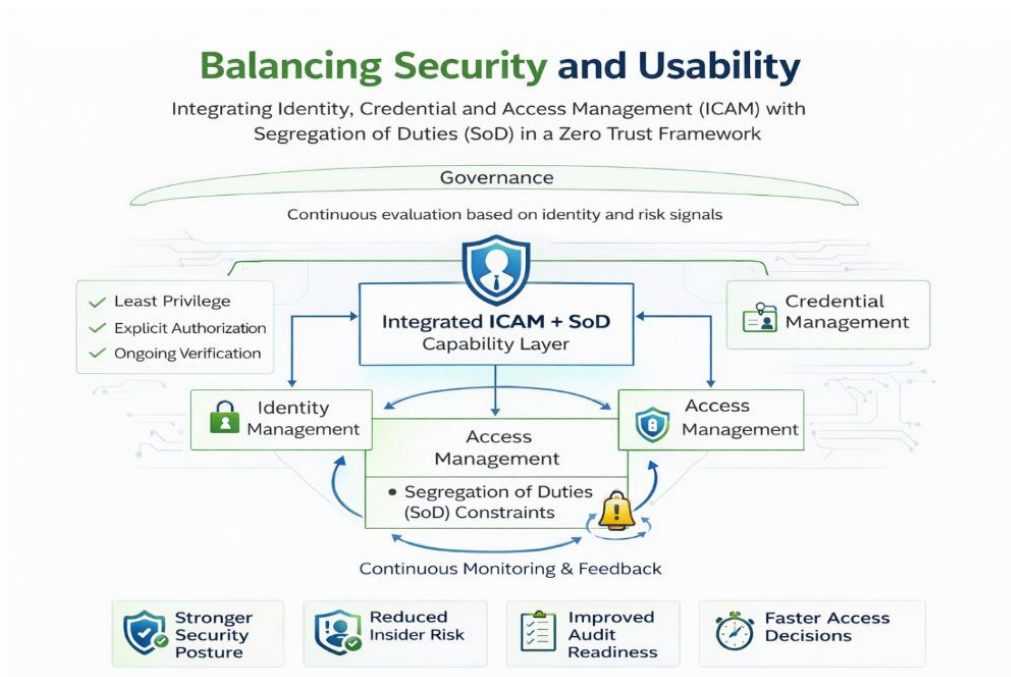 Balancing Security and Usability
Integrating Identity, Credential and Access Management (ICAM) with
Segregation of Duties (SoD) in a Zero Trust Framework
Governance
Continuous evaluation based on identity and risk signals
Least Privilege
Explicit Authorization
Ongoing Verification
Integrated ICAM + SoD
Capability Layer
Credential
Management
Identity
Management
Access
Management
• Segregation of Duties
(SoD) Constraints
Access
Management
Continuous Monitoring & Feedback
Stronger
Security
Posture
Reduced
Insider Risk
Improved
Audit
Readiness
Faster Access
Decisions